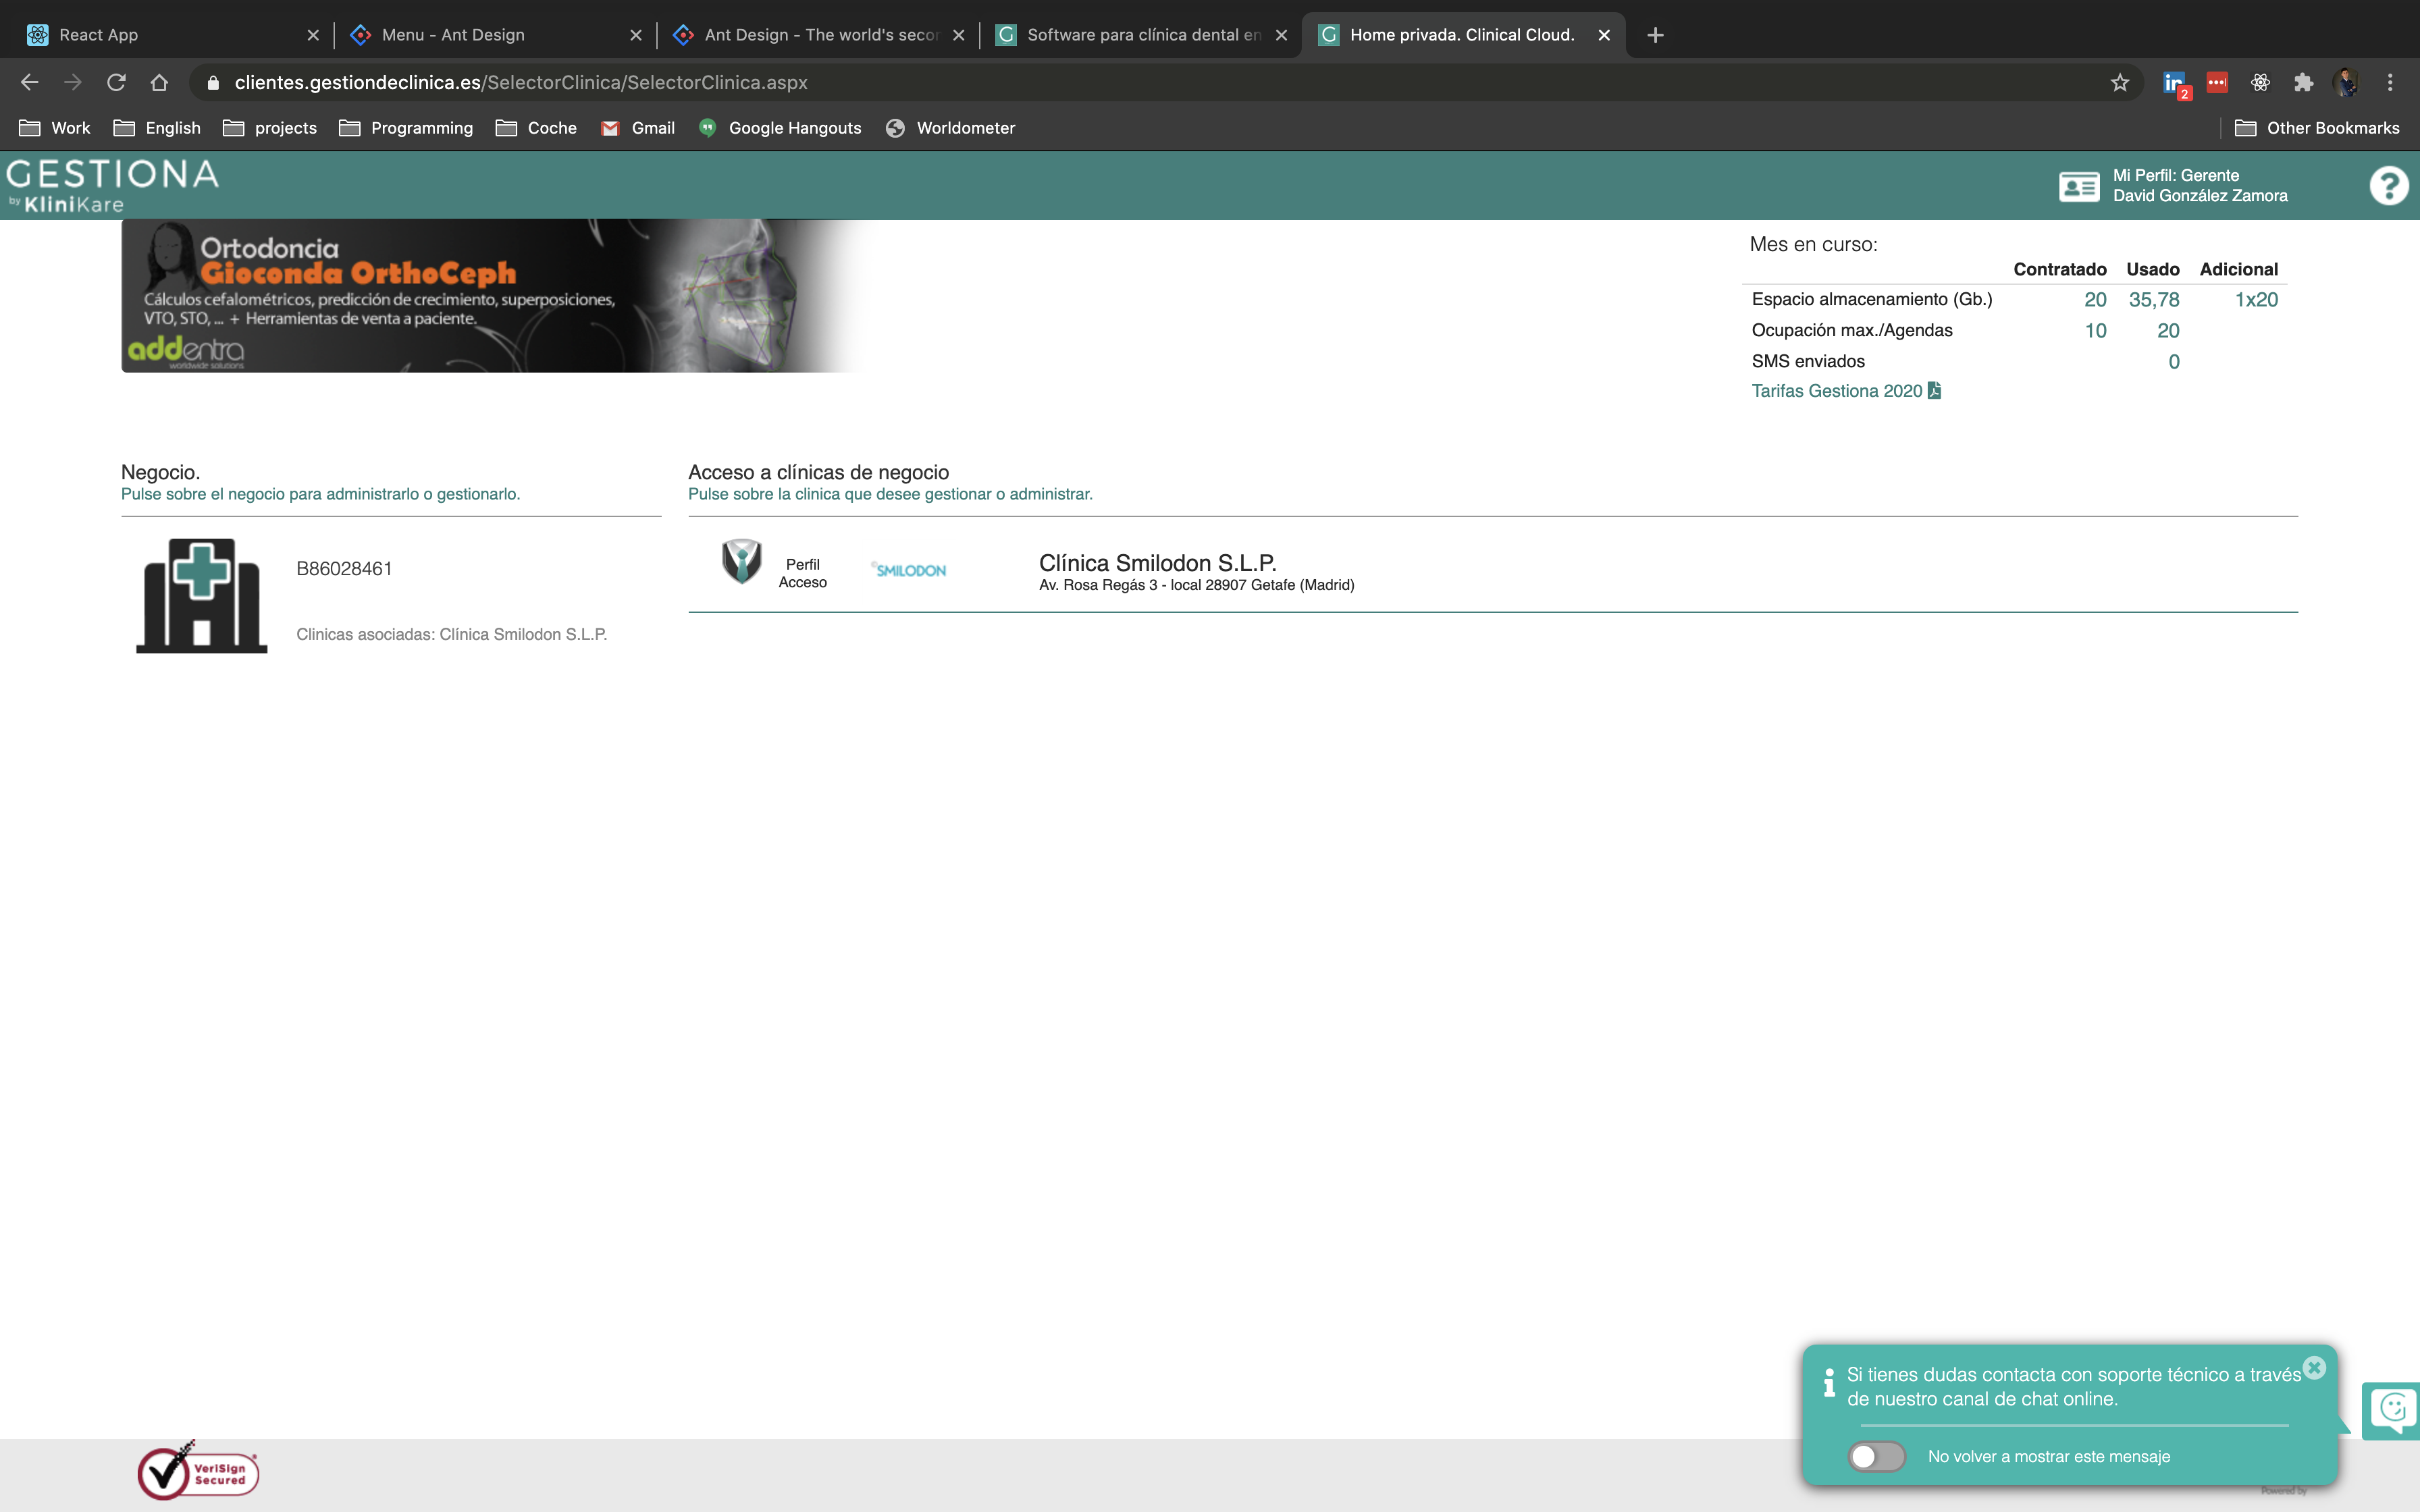 React App
Menu - Ant Design
Ant Design - The world's secor
Software para clínica dental en
Home privada. Clinical Cloud.
clientes.gestiondeclinica.es/SelectorClinica/SelectorClinica.aspx
2
Work
English
projects
Programming
Coche
Gmail
Google Hangouts
Worldometer
Other Bookmarks
GESTIONA
by KliniKare
Mi Perfil: Gerente
David González Zamora
Ortodoncia
Gioconda OrthoCeph
Cálculos cefalométricos, predicción de crecimiento, superposiciones,
VTO, STO, ... + Herramientas de venta a paciente.
addentra
worldwide solutions
Mes en curso:
Contratado Usado Adicional
Espacio almacenamiento (Gb.) 20 35,78 1x20
Ocupación max./Agendas 10 20
SMS enviados 0
Tarifas Gestiona 2020
Negocio.
Pulse sobre el negocio para administrarlo o gestionarlo.
B86028461
Clinicas asociadas: Clínica Smilodon S.L.P.
Acceso a clínicas de negocio
Pulse sobre la clinica que desee gestionar o administrar.
Perfil
Acceso
SMILODON
Clínica Smilodon S.L.P.
Av. Rosa Regás 3 - local 28907 Getafe (Madrid)
Si tienes dudas contacta con soporte técnico a través
de nuestro canal de chat online.
No volver a mostrar este mensaje
VeriSign
Secured
Powered by